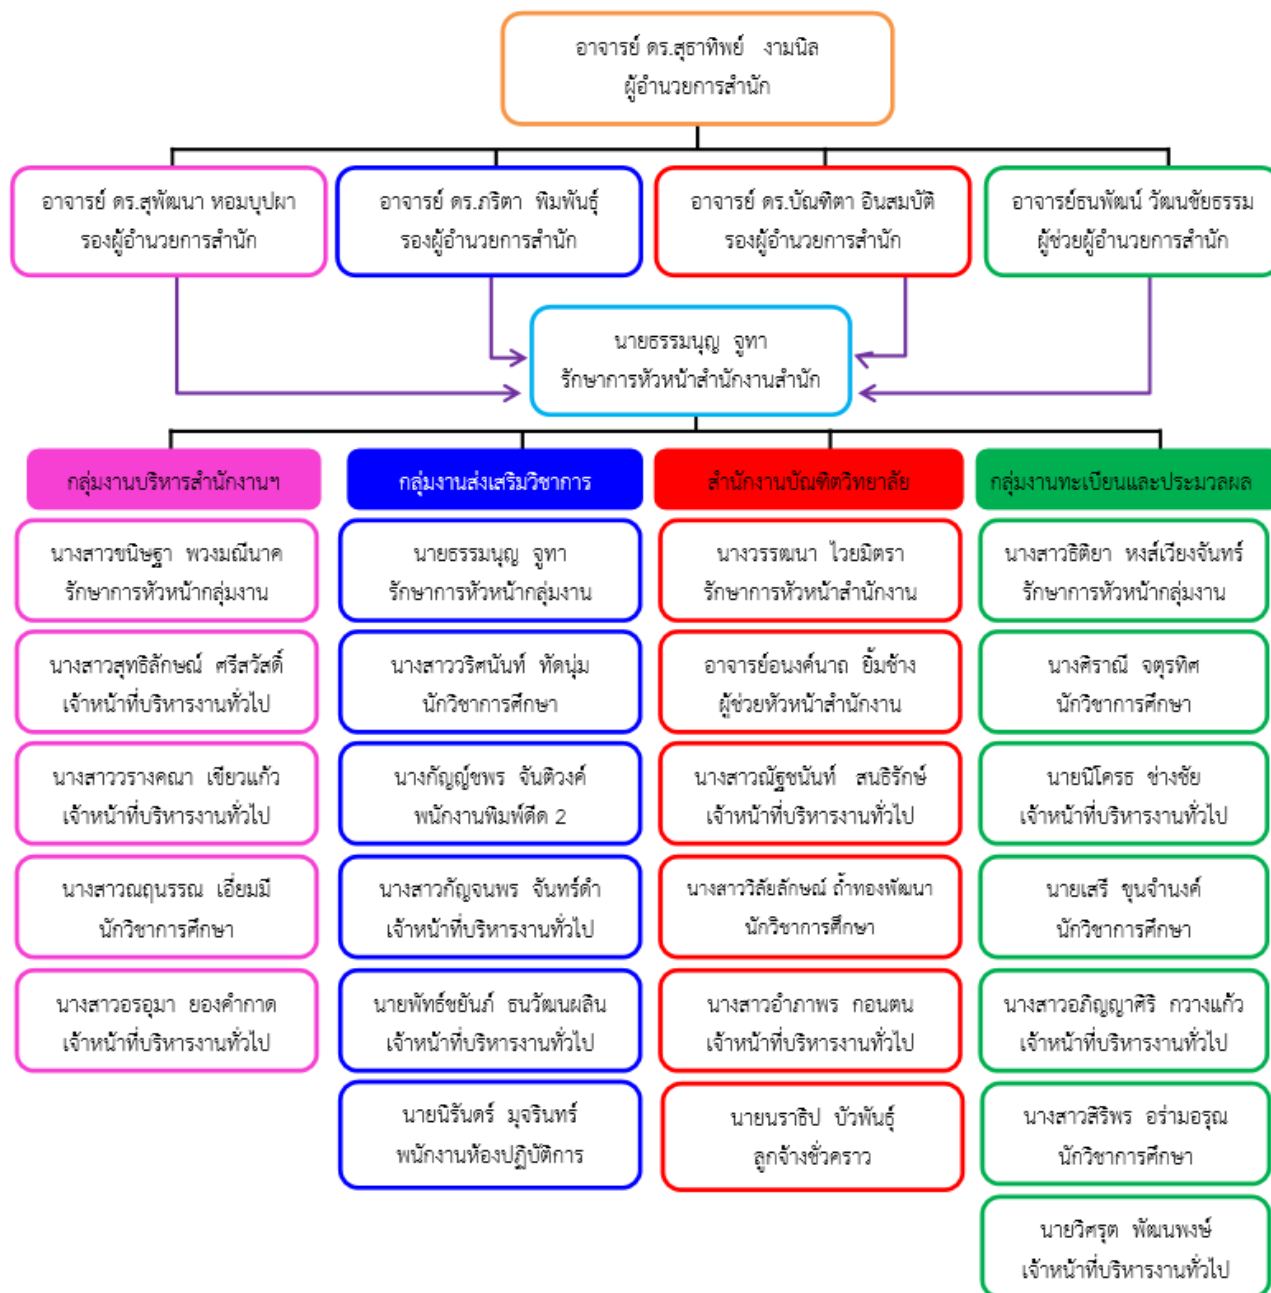 อาจารย์ ดร.สุธาทิพย์ งามนิล
ผู้อำนวยการสำนัก
อาจารย์ ดร.สุพัฒนา หอมบุปผา
รองผู้อำนวยการสำนัก
อาจารย์ ดร.ภริตา พิมพันธุ์
รองผู้อำนวยการสำนัก
อาจารย์ ดร.บัณฑิตา อินสมบัติ
รองผู้อำนวยการสำนัก
อาจารย์ธนพัฒน์ วัฒนชัยธรรม
ผู้ช่วยผู้อำนวยการสำนัก
นายธรรมนุญ จูทา
รักษาการหัวหน้าสำนักงานสำนัก
กลุ่มงานบริหารสำนักงานฯ
นางสาวขนิษฐา พวงมณีนาค
รักษาการหัวหน้ากลุ่มงาน
นางสาวสุทธิลักษณ์ ศรีสวัสดิ์
เจ้าหน้าที่บริหารงานทั่วไป
นางสาววรางคณา เขียวแก้ว
เจ้าหน้าที่บริหารงานทั่วไป
นางสาวณฤนรรณ เอี่ยมมี
นักวิชาการศึกษา
นางสาวอรอุมา ยองคำกาด
เจ้าหน้าที่บริหารงานทั่วไป
กลุ่มงานส่งเสริมวิชาการ
นายธรรมนุญ จูทา
รักษาการหัวหน้ากลุ่มงาน
นางสาววริศนันท์ ทัดนุ่ม
นักวิชาการศึกษา
นางกัญญ์ชพร จันติวงค์
พนักงานพิมพ์ดีด 2
นางสาวกัญจนพร จันทร์ดำ
เจ้าหน้าที่บริหารงานทั่วไป
นายพัทธ์ชยันภ์ ธนวัฒนผลิน
เจ้าหน้าที่บริหารงานทั่วไป
นายนิรันดร์ มุจรินทร์
พนักงานห้องปฏิบัติการ
สำนักงานบัณฑิตวิทยาลัย
นางวรรฒนา ไวยมิตรา
รักษาการหัวหน้าสำนักงาน
อาจารย์อนงค์นาถ ยิ้มช้าง
ผู้ช่วยหัวหน้าสำนักงาน
นางสาวณัฐชนันท์ สนธิรักษ์
เจ้าหน้าที่บริหารงานทั่วไป
นางสาววิลัยลักษณ์ ถ้ำทองพัฒนา
นักวิชาการศึกษา
นางสาวอำภาพร กอนตน
เจ้าหน้าที่บริหารงานทั่วไป
นายนราธิป บัวพันธุ์
ลูกจ้างชั่วคราว
กลุ่มงานทะเบียนและประมวลผล
นางสาวธิติยา หงส์เวียงจันทร์
รักษาการหัวหน้ากลุ่มงาน
นางศิราณี จตุรทิศ
นักวิชาการศึกษา
นายนิโครธ ช่างชัย
เจ้าหน้าที่บริหารงานทั่วไป
นายเสรี ขุนจำนงค์
นักวิชาการศึกษา
นางสาวอภิญญาศิริ กวางแก้ว
เจ้าหน้าที่บริหารงานทั่วไป
นางสาวสิริพร อร่ามอรุณ
นักวิชาการศึกษา
นายวิศรุต พัฒนพงษ์
เจ้าหน้าที่บริหารงานทั่วไป